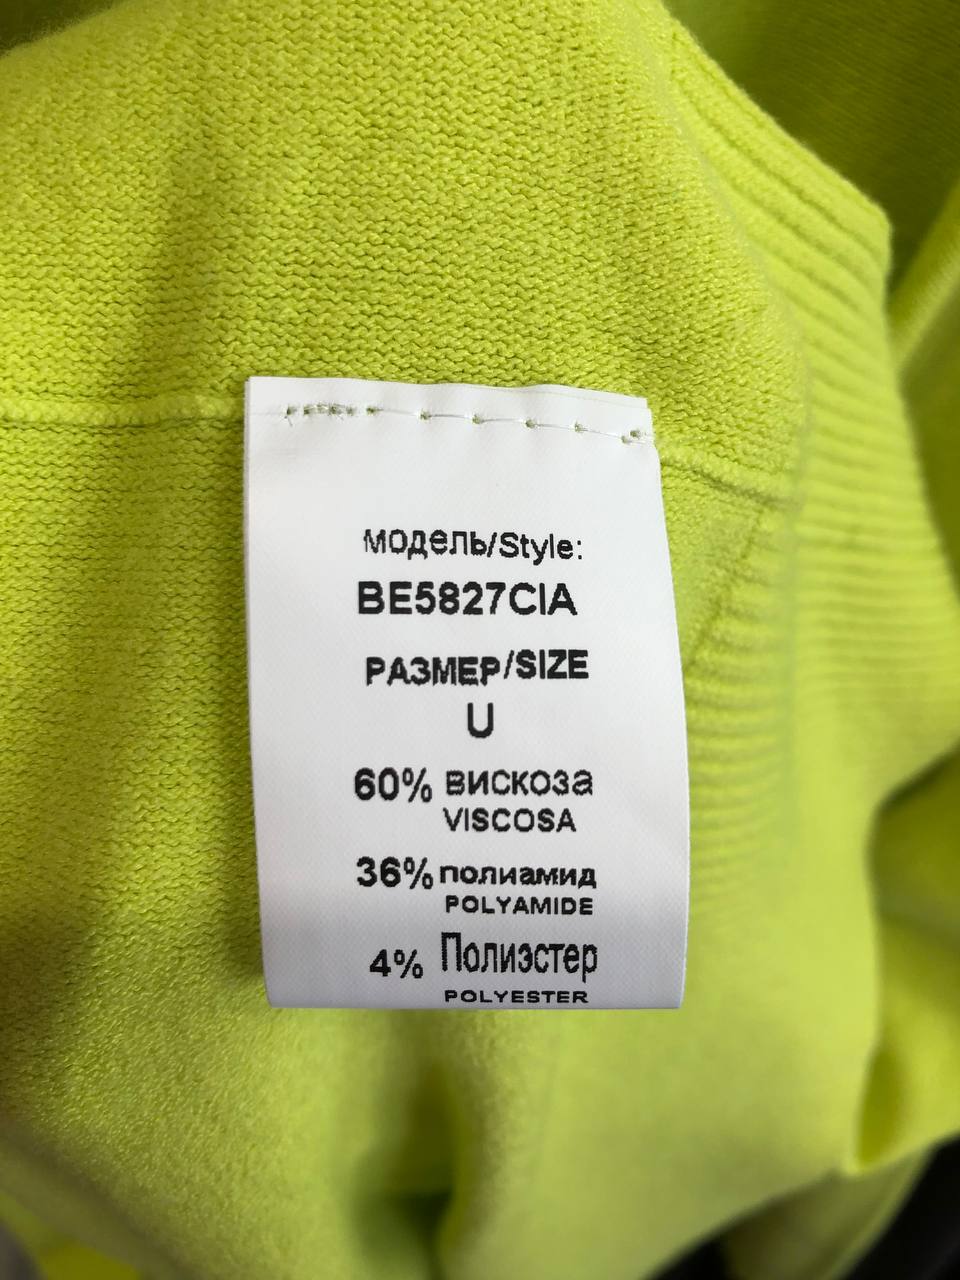 модель/Style:
BE5827CIA
РАЗМЕР/SIZE
U
60% вискоза
VISCOSA
36% полиамид
POLYAMIDE
4% Полиэстер
POLYESTER